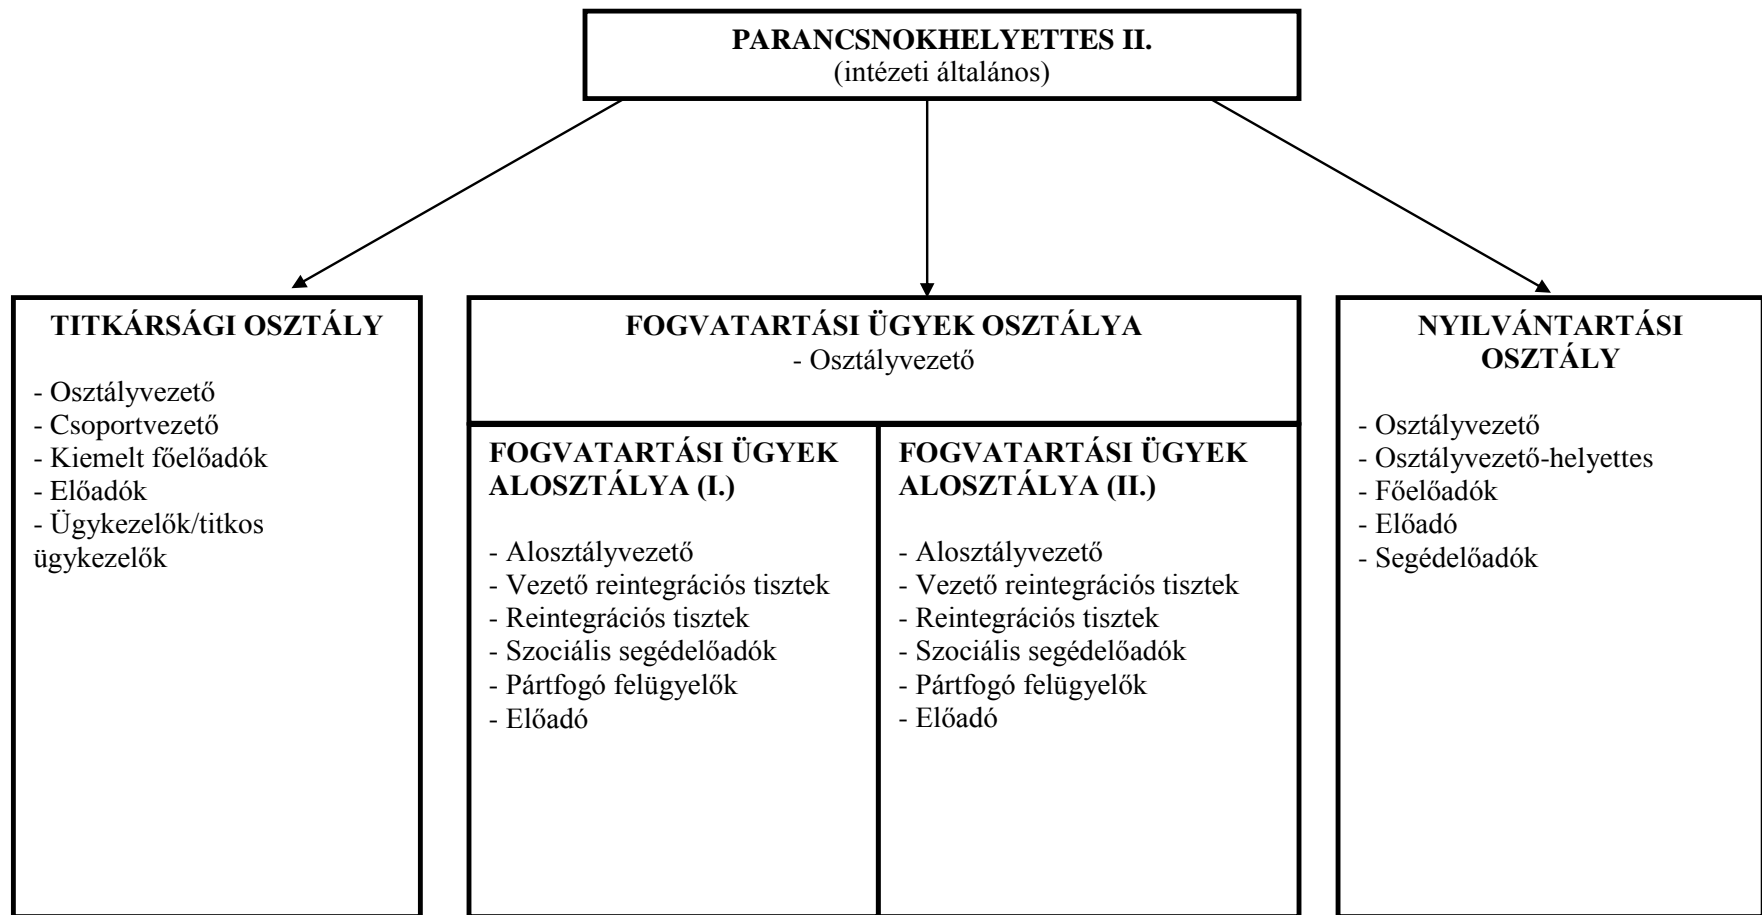 PARANCSNOKHELYETTES II.
(intézeti általános)
TITKÁRSÁGI OSZTÁLY
- Osztályvezető
- Csoportvezető
- Kiemelt főelőadók
- Előadók
- Ügykezelők/titkos
ügykezelők
FOGVATARTÁSI ÜGYEK OSZTÁLYA
- Osztályvezető
FOGVATARTÁSI ÜGYEK
ALOSZTÁLYA (I.)
- Alosztályvezető
- Vezető reintegrációs tisztek
- Reintegrációs tisztek
- Szociális segédelőadók
- Pártfogó felügyelők
- Előadó
FOGVATARTÁSI ÜGYEK
ALOSZTÁLYA (II.)
- Alosztályvezető
- Vezető reintegrációs tisztek
- Reintegrációs tisztek
- Szociális segédelőadók
- Pártfogó felügyelők
- Előadó
NYILVÁNTARTÁSI
OSZTÁLY
- Osztályvezető
- Osztályvezető-helyettes
- Főelőadók
- Előadó
- Segédelőadók